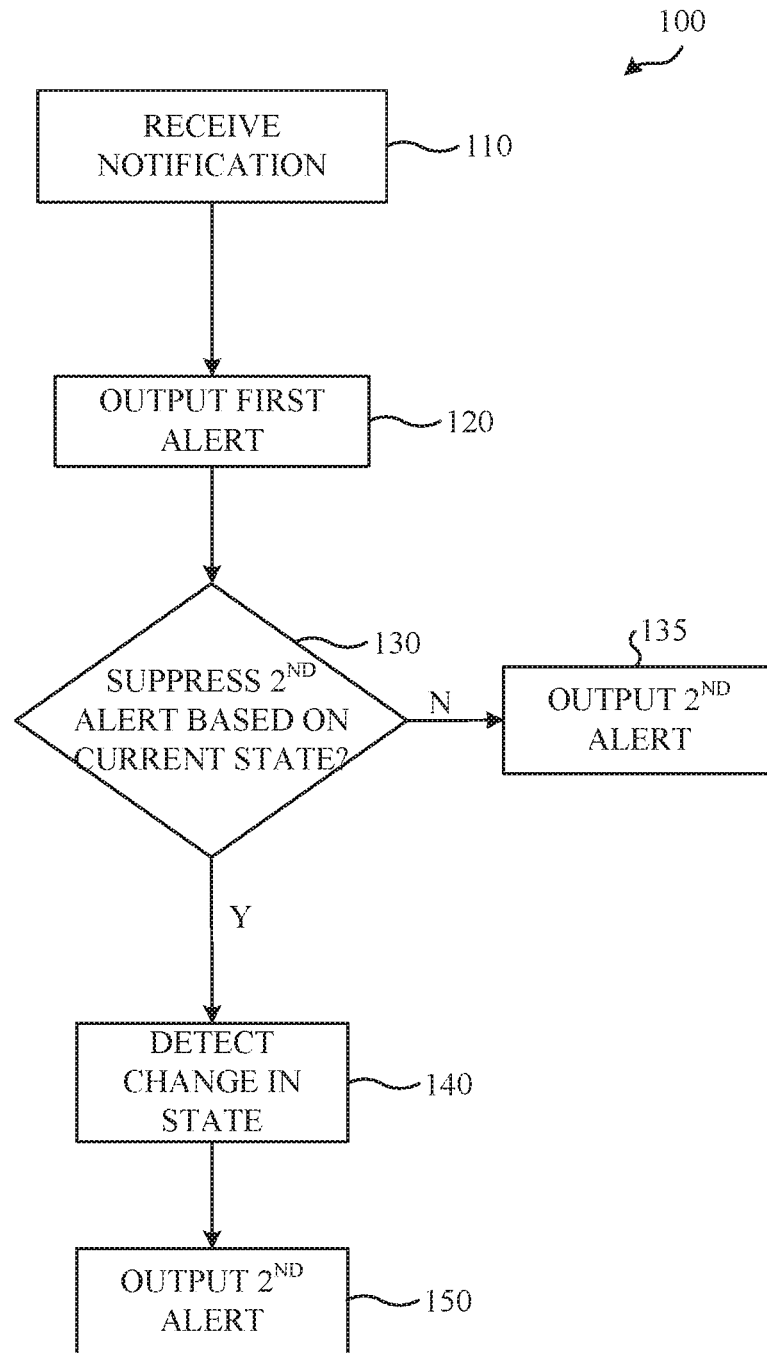 100
RECEIVE
NOTIFICATION
110
OUTPUT FIRST
ALERT
120
130
SUPPRESS 2ND
ALERT BASED ON
CURRENT STATE?
N
135
OUTPUT 2ND
ALERT
Y
DETECT
CHANGE IN
STATE
140
OUTPUT 2ND
ALERT
150